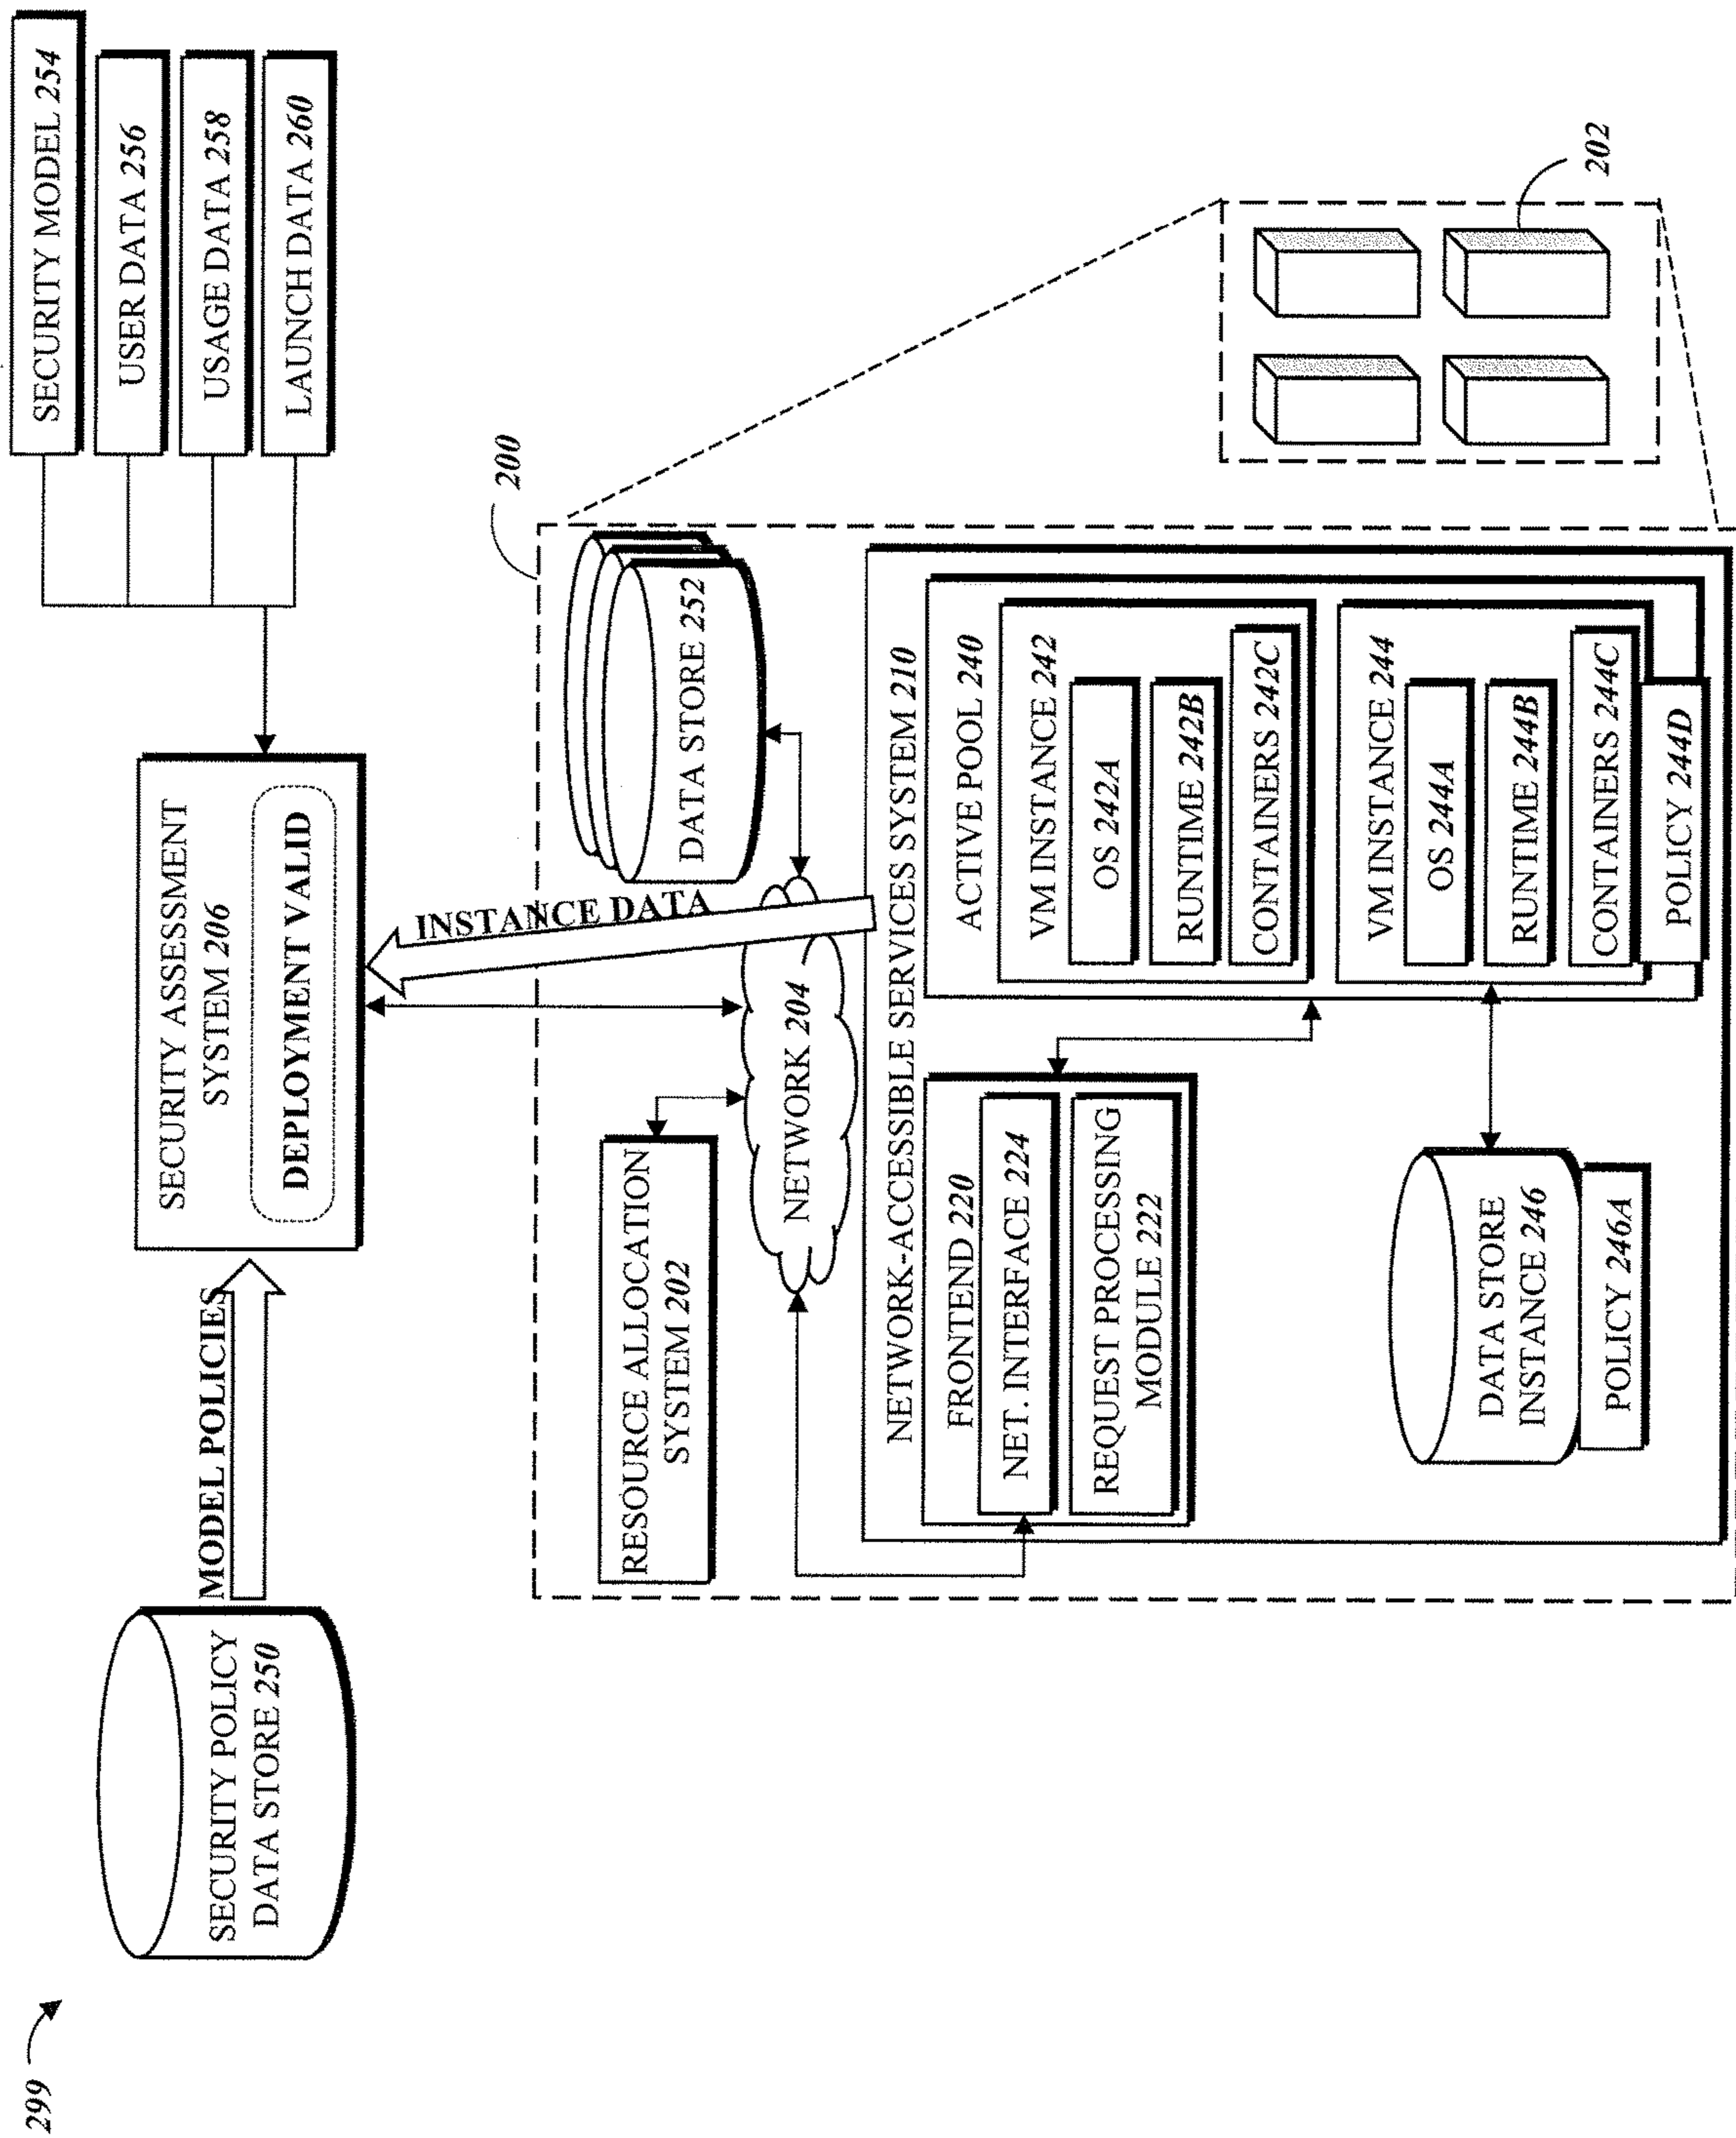 299
SECURITY POLICY
DATA STORE 250
MODEL POLICIES
SECURITY ASSESSMENT
SYSTEM 206
DEPLOYMENT VALID
SECURITY MODEL 254
USER DATA 256
USAGE DATA 258
LAUNCH DATA 260
INSTANCE DATA
200
RESOURCE ALLOCATION
SYSTEM 202
NETWORK 204
DATA STORE 252
NETWORK-ACCESSIBLE SERVICES SYSTEM 210
FRONTEND 220
NET. INTERFACE 224
REQUEST PROCESSING
MODULE 222
ACTIVE POOL 240
VM INSTANCE 242
OS 242A
RUNTIME 242B
CONTAINERS 242C
VM INSTANCE 244
OS 244A
RUNTIME 244B
CONTAINERS 244C
POLICY 244D
DATA STORE
INSTANCE 246
POLICY 246A
202